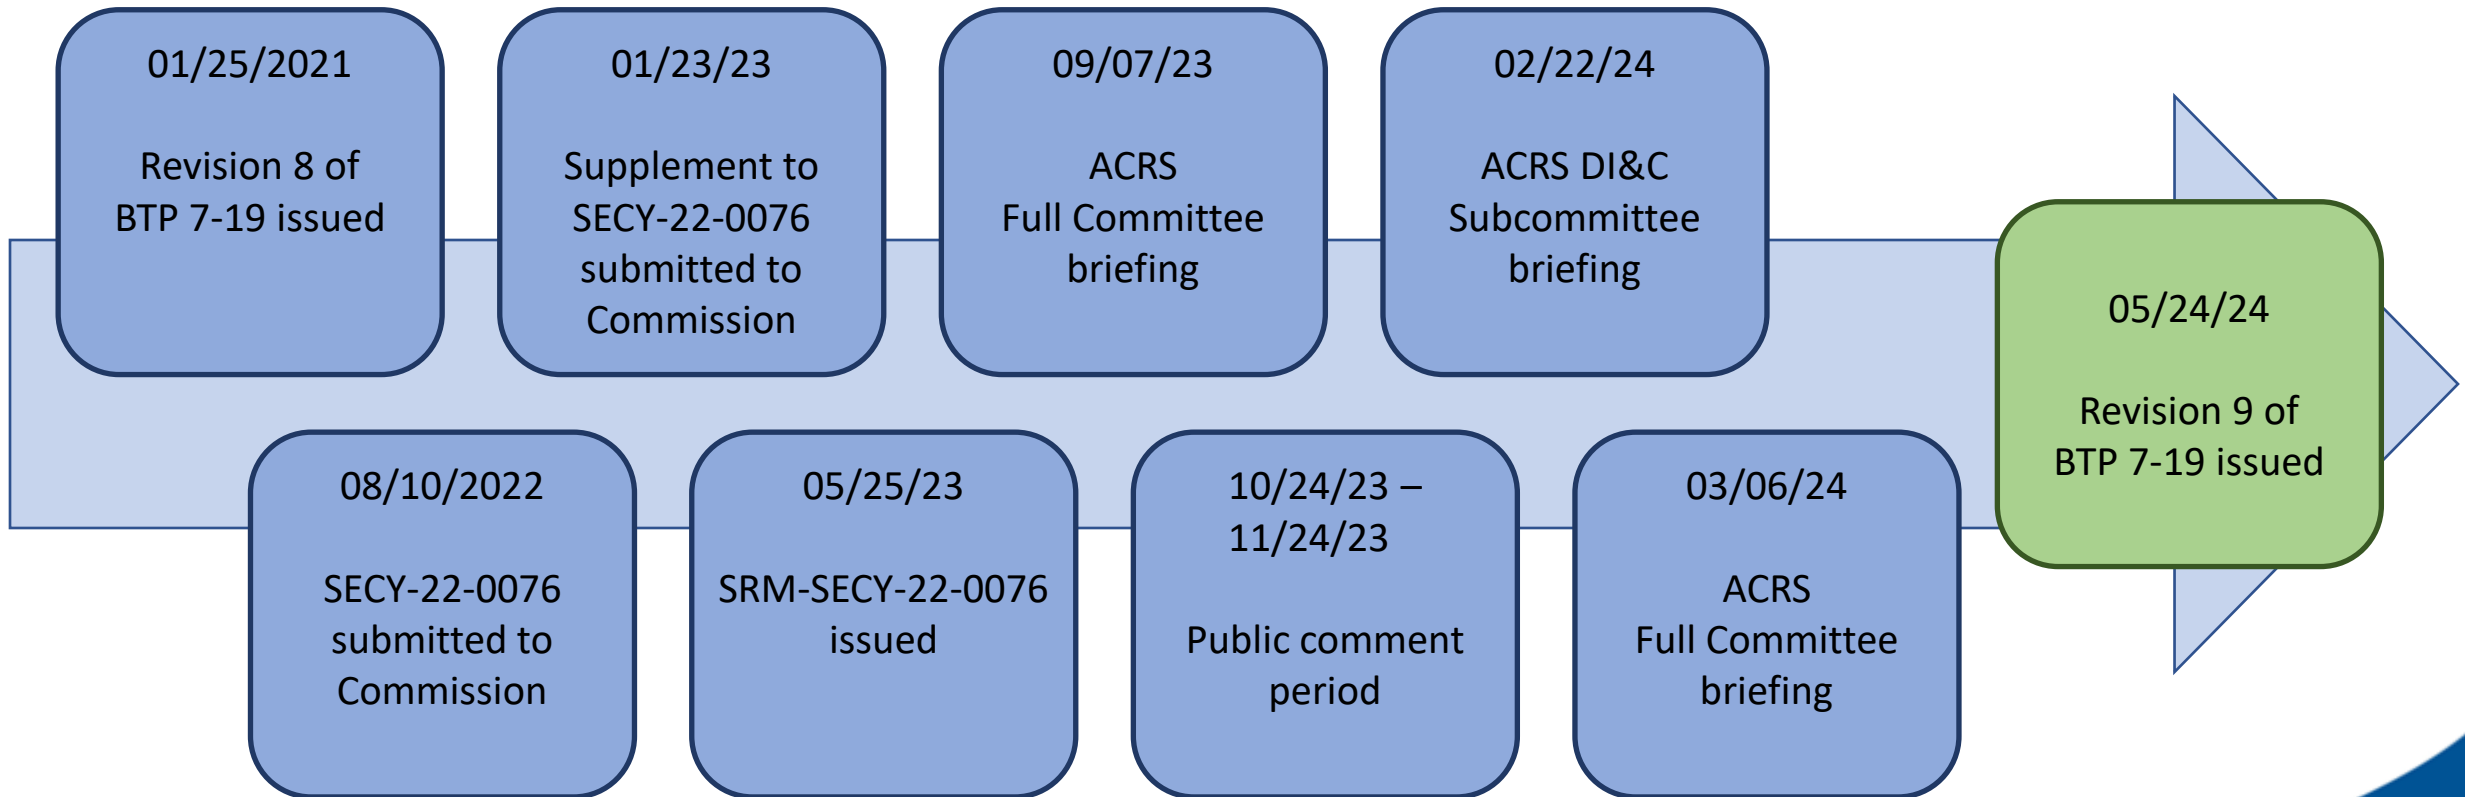 01/25/2021
Revision 8 of
BTP 7-19 issued
08/10/2022
SECY-22-0076
submitted to
Commission
01/23/23
Supplement to
SECY-22-0076
submitted to
Commission
05/25/23
SRM-SECY-22-0076
issued
09/07/23
ACRS
Full Committee
briefing
10/24/23 –
11/24/23
Public comment
period
02/22/24
ACRS DI&C
Subcommittee
briefing
03/06/24
ACRS
Full Committee
briefing
05/24/24
Revision 9 of
BTP 7-19 issued